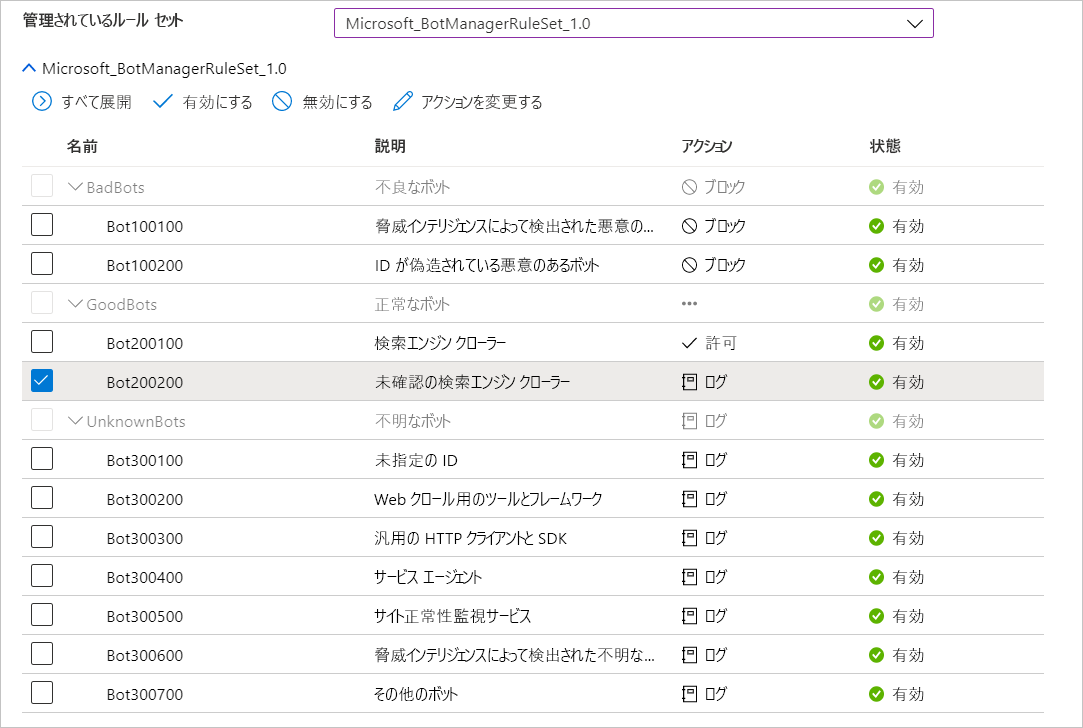 管理されているルール セット Microsoft_BotManagerRuleSet_1.0
Microsoft_BotManagerRuleSet_1.0
すべて展開 有効にする 無効にする アクションを変更する
名前 説明 アクション 状態
BadBots 不良なボット ブロック 有効
Bot100100 脅威インテリジェンスによって検出された悪意の... ブロック 有効
Bot100200 ID が偽造されている悪意のあるボット ブロック 有効
GoodBots 正常なボット ••• 有効
Bot200100 検索エンジン クローラー 許可 有効
Bot200200 未確認の検索エンジン クローラー ログ 有効
UnknownBots 不明なボット ログ 有効
Bot300100 未指定の ID ログ 有効
Bot300200 Web クロール用のツールとフレームワーク ログ 有効
Bot300300 汎用の HTTP クライアントと SDK ログ 有効
Bot300400 サービス エージェント ログ 有効
Bot300500 サイト正常性監視サービス ログ 有効
Bot300600 脅威インテリジェンスによって検出された不明な... ログ 有効
Bot300700 その他のボット ログ 有効